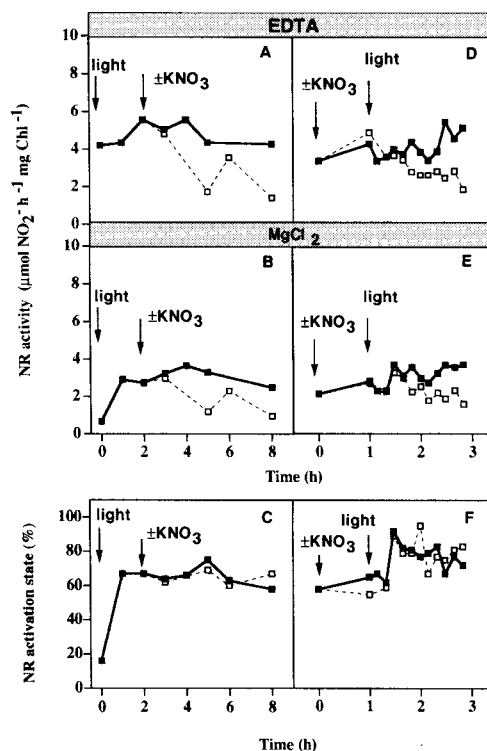 EDTA
A
light
±KNO₃
D
light
±KNO₃
10
8
6
4
2
0
MgCl₂
B
light
±KNO₃
E
light
±KNO₃
10
8
6
4
2
0
NR activity (μmol NO₂⁻ h⁻¹ mg Chl⁻¹)
0 2 4 6 8
0 1 2 3
Time (h)
C
light
±KNO₃
F
light
±KNO₃
100
80
60
40
20
0
NR activation state (%)
0 2 4 6 8
0 1 2 3
Time (h)